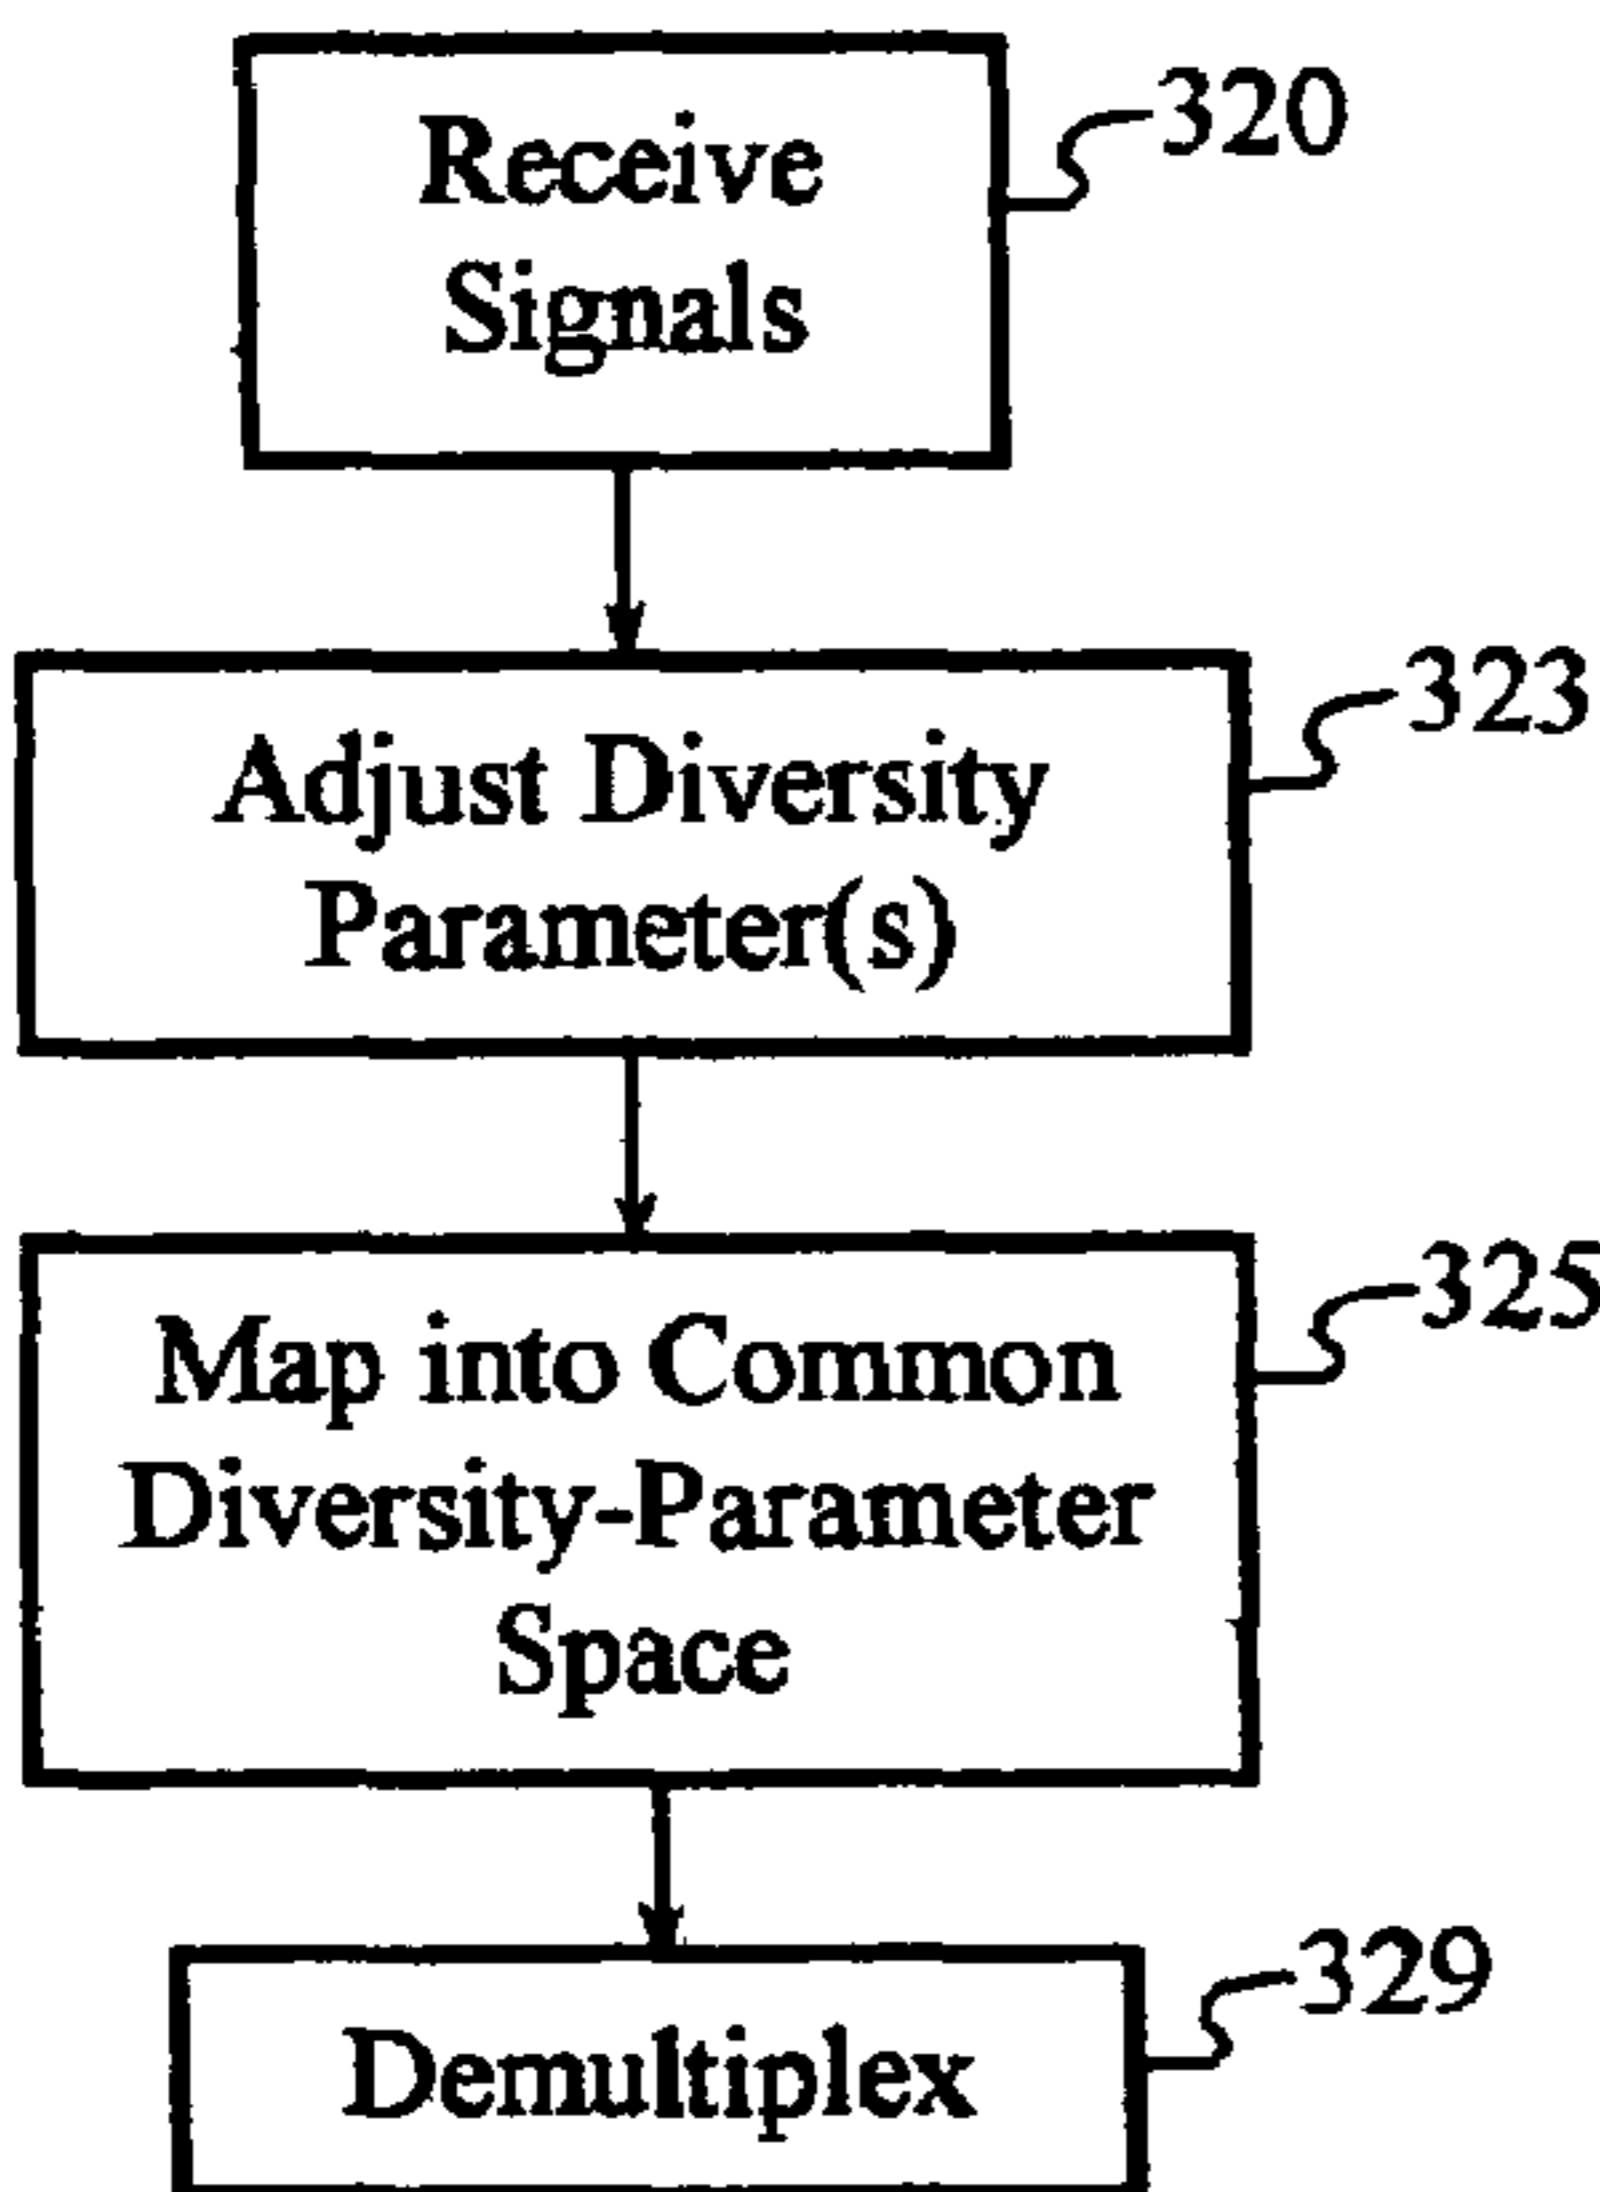 Receive
Signals
320
Adjust Diversity
Parameter(s)
323
Map into Common
Diversity-Parameter
Space
325
Demultiplex
329